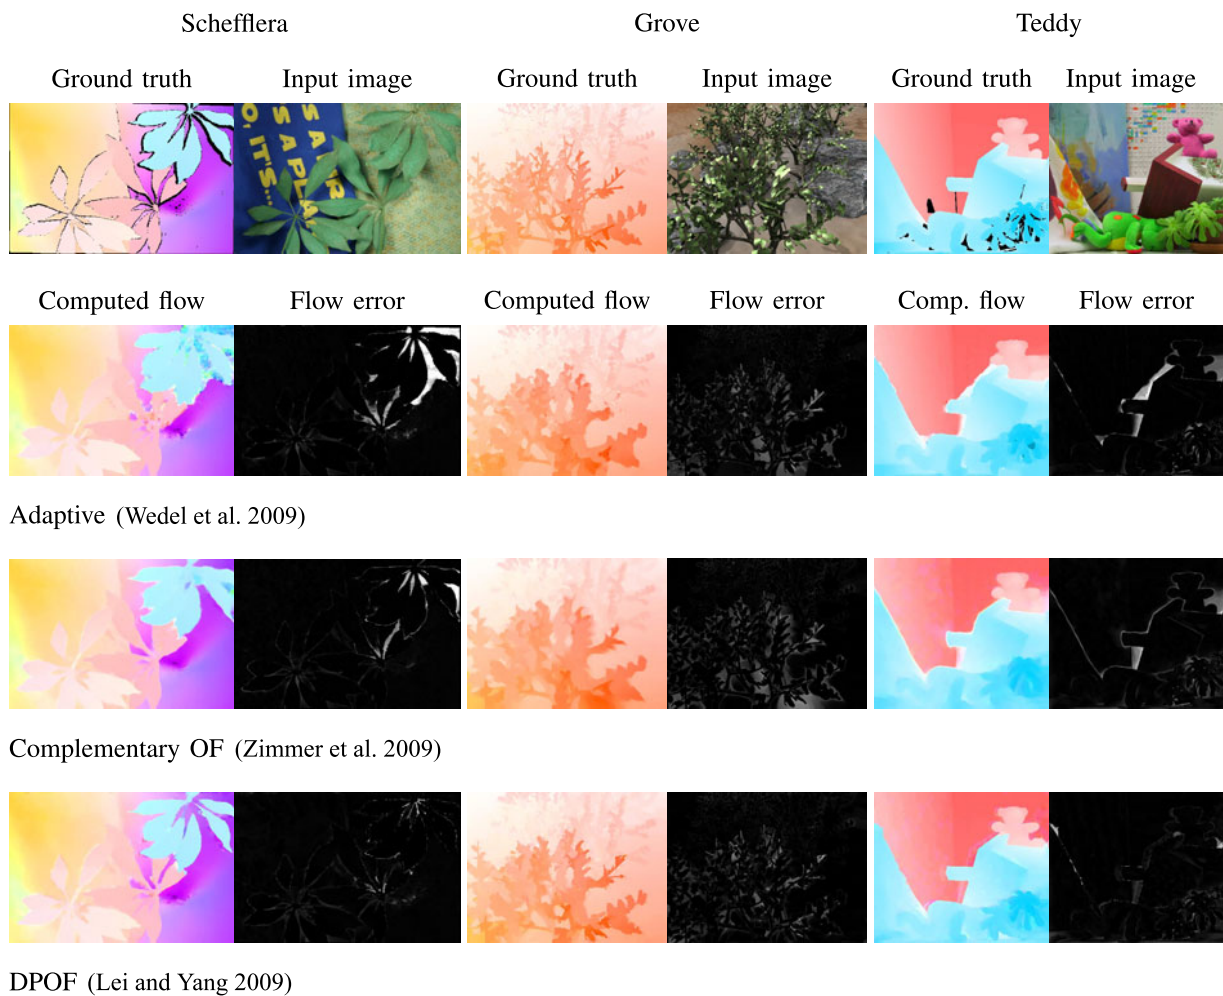 Schefflera Grove Teddy
Ground truth Input image Ground truth Input image Ground truth Input image
S A
S A P L
O, IT'S...
Computed flow Flow error Computed flow Flow error Comp. flow Flow error
Adaptive (Wedel et al. 2009)
Complementary OF (Zimmer et al. 2009)
DPOF (Lei and Yang 2009)